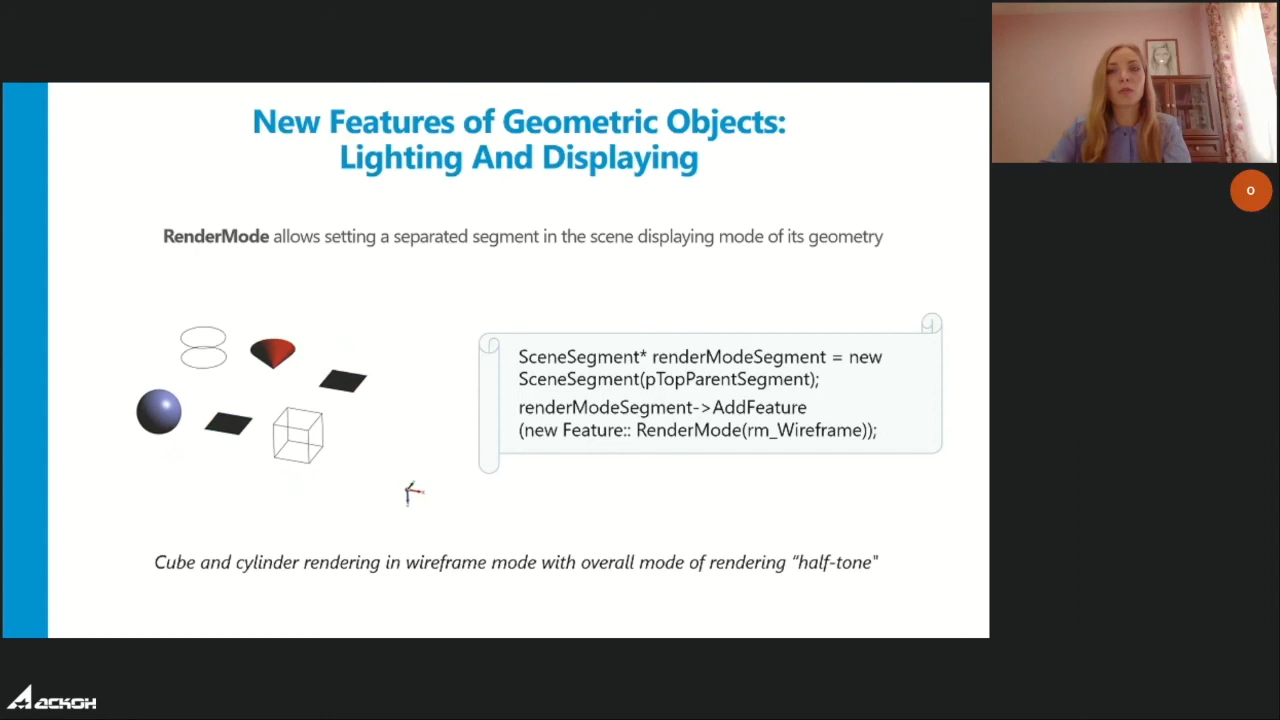 New Features of Geometric Objects:
Lighting And Displaying
RenderMode allows setting a separated segment in the scene displaying mode of its geometry
SceneSegment* renderModeSegment = new
SceneSegment(pTopParentSegment);
renderModeSegment->AddFeature
(new Feature:: RenderMode(rm_Wireframe));
Cube and cylinder rendering in wireframe mode with overall mode of rendering “half-tone"
O
АСКОН